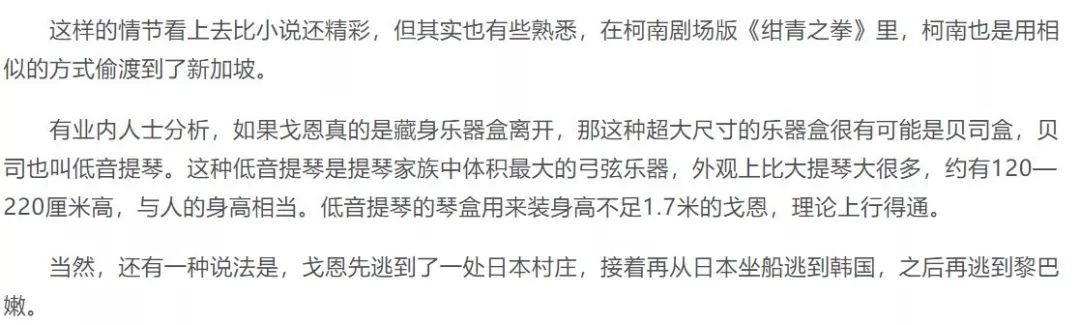 这样的情节看上去比小说还精彩，但其实也有些熟悉，在柯南剧场版《绀青之拳》里，柯南也是用相
似的方式偷渡到了新加坡。
有业内人士分析，如果戈恩真的是藏身乐器盒离开，那这种超大尺寸的乐器盒很有可能是贝司盒，贝
司也叫低音提琴。这种低音提琴是提琴家族中体积最大的弓弦乐器，外观上比大提琴大很多，约有120—
220厘米高，与人的身高相当。低音提琴的琴盒用来装身高不足1.7米的戈恩，理论上行得通。
当然，还有一种说法是，戈恩先逃到了一处日本村庄，接着再从日本坐船逃到韩国，之后再逃到黎巴
嫩。